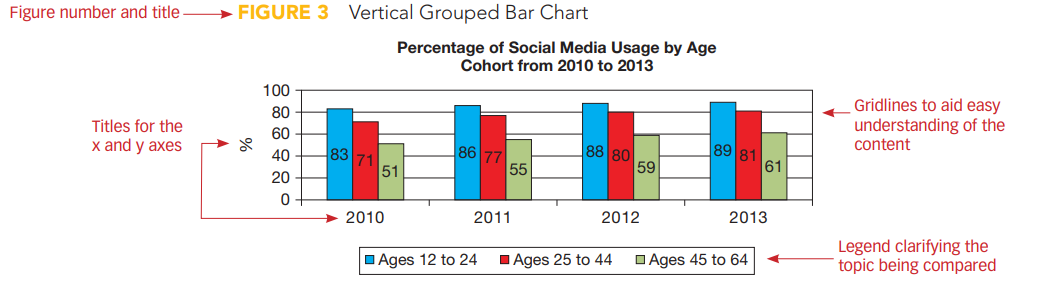 Figure number and title
FIGURE 3 Vertical Grouped Bar Chart
Percentage of Social Media Usage by Age
Cohort from 2010 to 2013
Titles for the
x and y axes
%
100
80
60
40
20
0
83 71 51
86 77 55
88 80 59
89 81 61
2010 2011 2012 2013
Gridlines to aid easy
understanding of the
content
Ages 12 to 24 Ages 25 to 44 Ages 45 to 64
Legend clarifying the
topic being compared